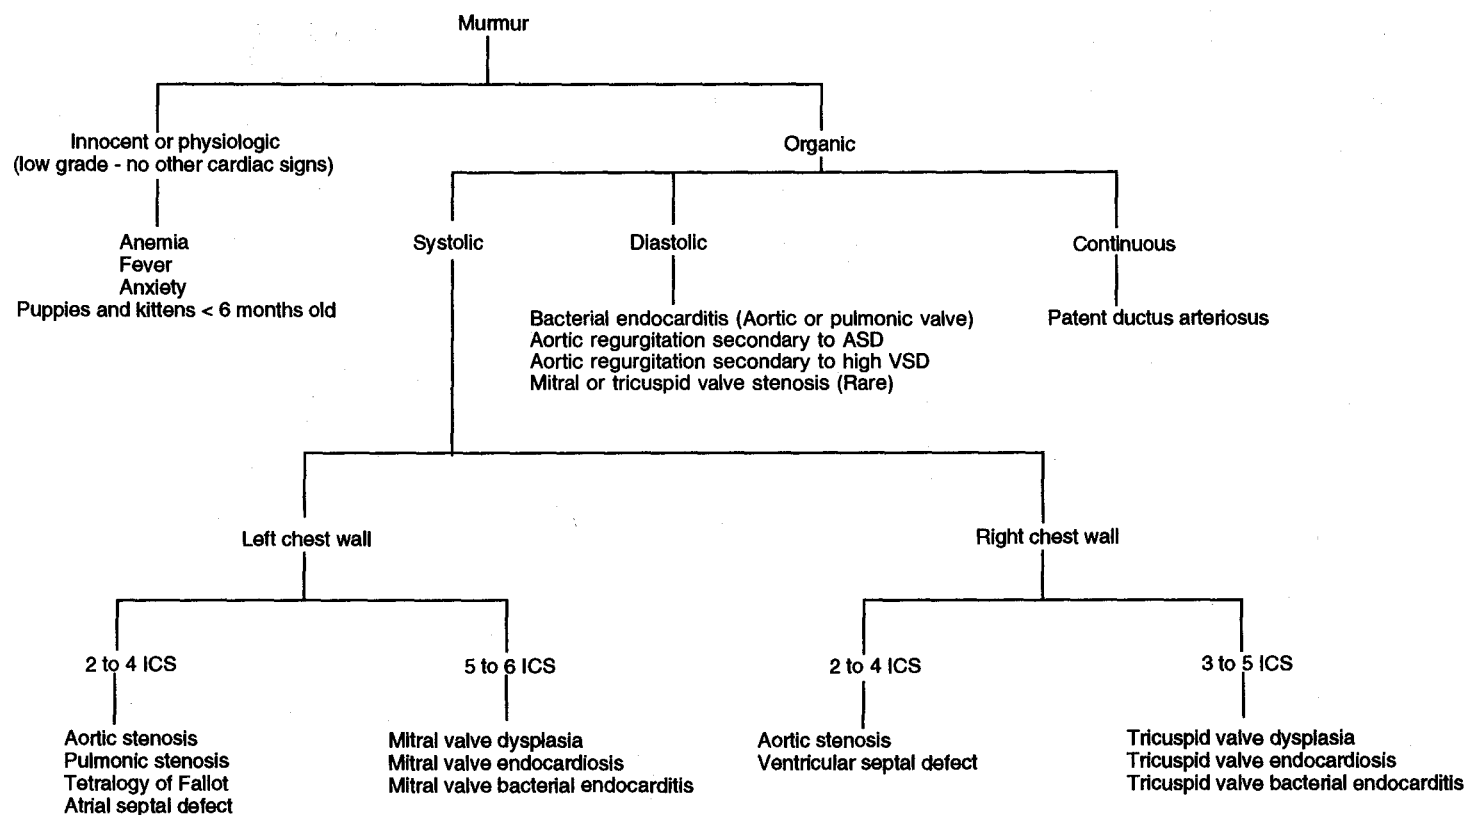 Murmur
Innocent or physiologic
(low grade - no other cardiac signs)
Organic
Anemia
Fever
Anxiety
Puppies and kittens < 6 months old
Systolic
Diastolic
Continuous
Bacterial endocarditis (Aortic or pulmonic valve)
Aortic regurgitation secondary to ASD
Aortic regurgitation secondary to high VSD
Mitral or tricuspid valve stenosis (Rare)
Patent ductus arteriosus
Left chest wall
Right chest wall
2 to 4 ICS
5 to 6 ICS
2 to 4 ICS
3 to 5 ICS
Aortic stenosis
Pulmonic stenosis
Tetralogy of Fallot
Atrial septal defect
Mitral valve dysplasia
Mitral valve endocardiosis
Mitral valve bacterial endocarditis
Aortic stenosis
Ventricular septal defect
Tricuspid valve dysplasia
Tricuspid valve endocardiosis
Tricuspid valve bacterial endocarditis